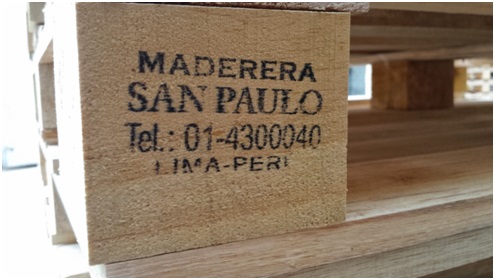 MADERERA
SAN PAULO
Tel.: 01-4300040
LIMA-PERU